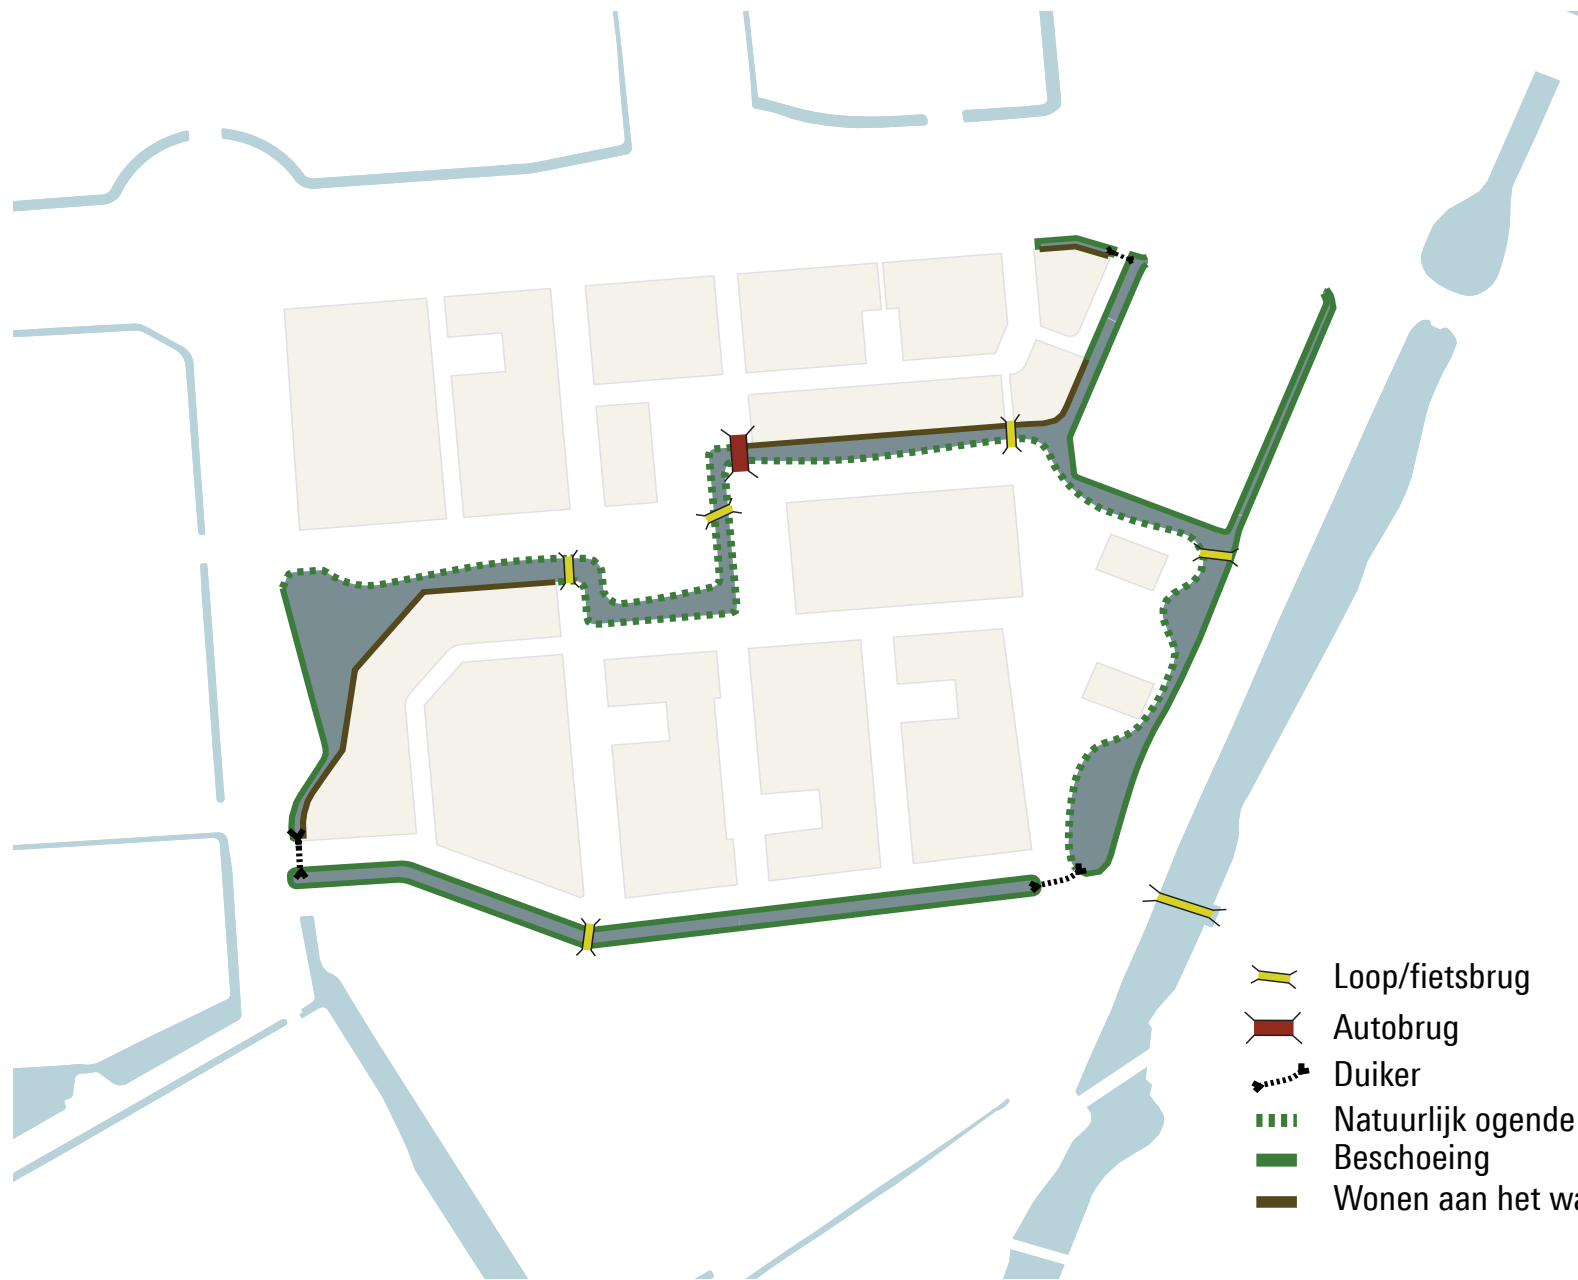 Loop/fietsbrug
Autobrug
Duiker
Natuurlijk ogende
Beschoeing
Wonen aan het wa